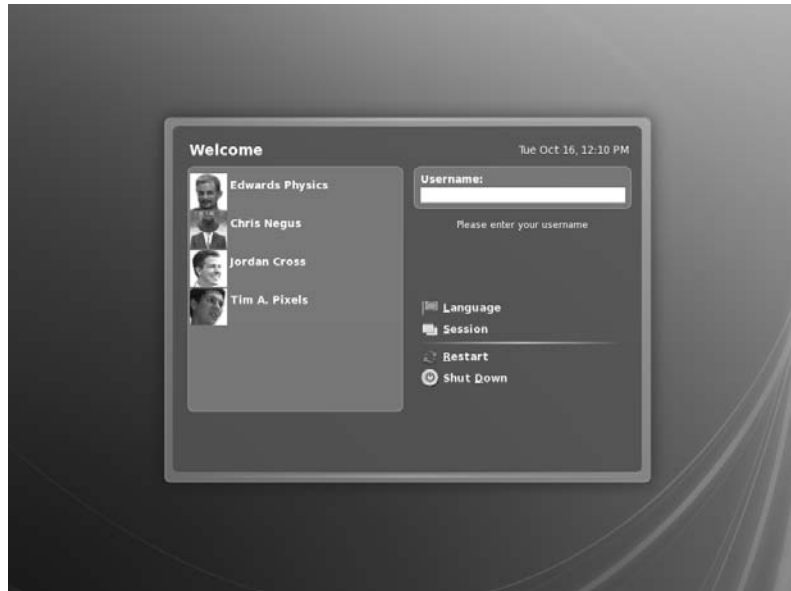 Welcome
Tue Oct 16, 12:10 PM
Edwards Physics
Chris Negus
Jordan Cross
Tim A. Pixels
Username:
Please enter your username
Language
Session
Restart
Shut Down